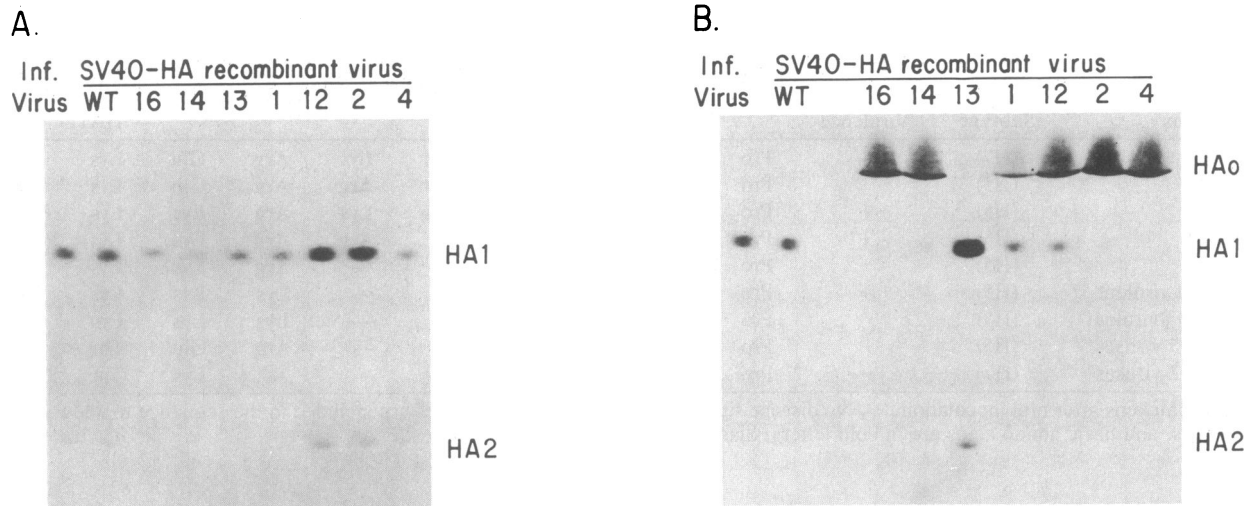 A.
Inf. SV40-HA recombinant virus
Virus WT 16 14 13 1 12 2 4
HA1
HA2
B.
Inf. SV40-HA recombinant virus
Virus WT 16 14 13 1 12 2 4
HAo
HA1
HA2